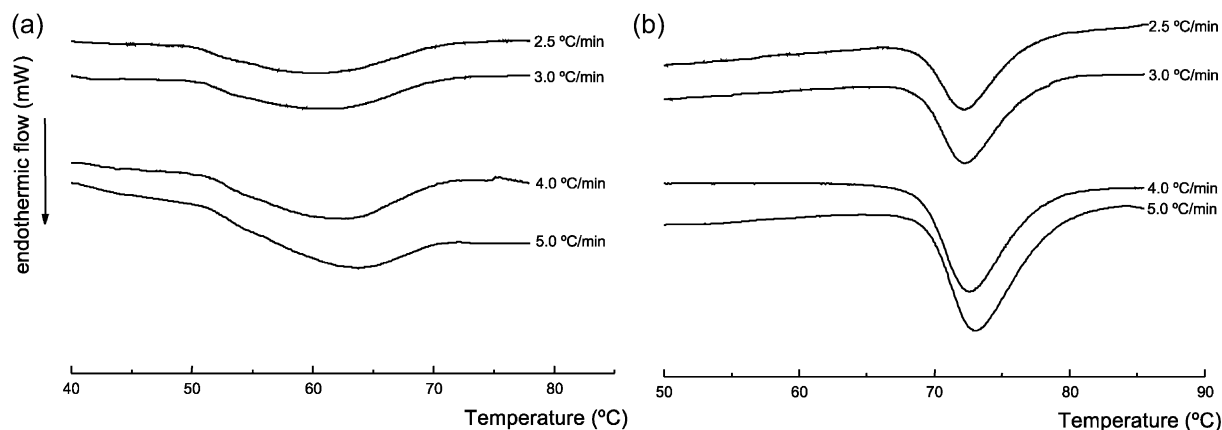 (a)
endothermic flow (mW)
2.5 ºC/min
3.0 ºC/min
4.0 ºC/min
5.0 ºC/min
40 50 60 70 80
Temperature (ºC)
(b)
2.5 ºC/min
3.0 ºC/min
4.0 ºC/min
5.0 ºC/min
50 60 70 80 90
Temperature (ºC)